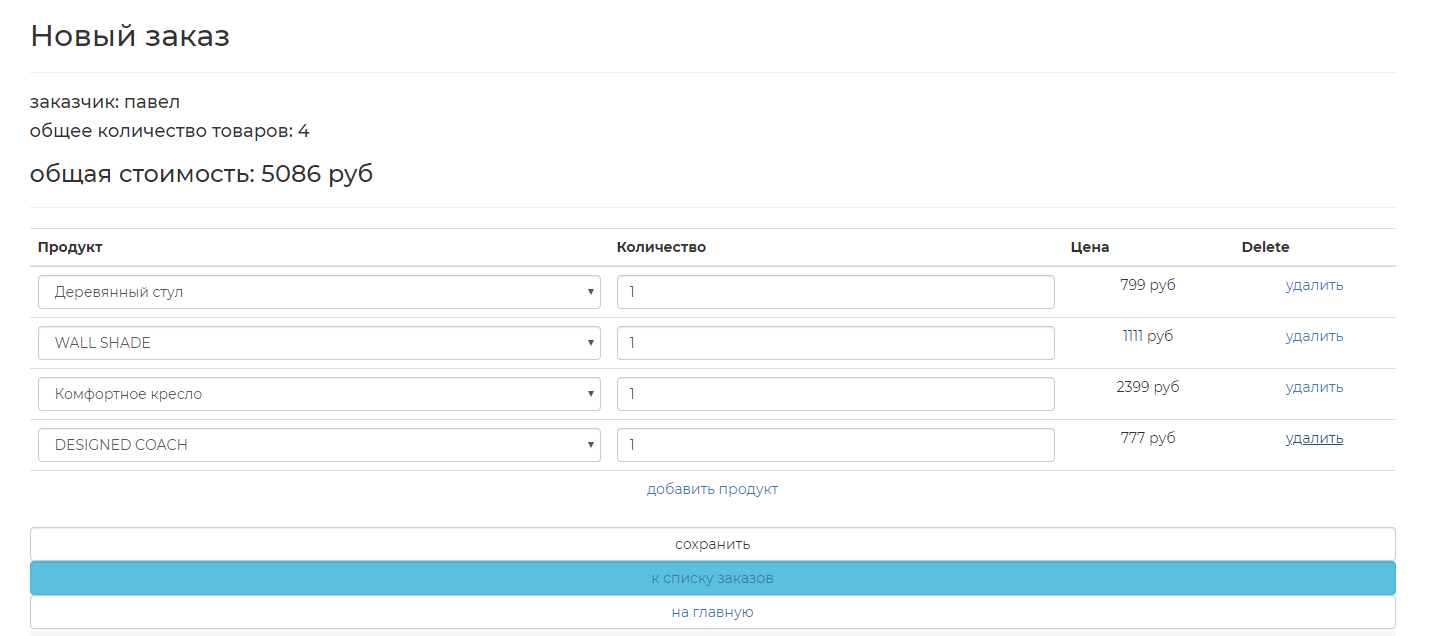 Новый заказ
заказчик: павел
общее количество товаров: 4
общая стоимость: 5086 руб
Продукт Количество Цена Delete
Деревянный стул 1 799 руб удалить
WALL SHADE 1 1111 руб удалить
Комфортное кресло 1 2399 руб удалить
DESIGNED COACH 1 777 руб удалить
добавить продукт
сохранить
к списку заказов
на главную